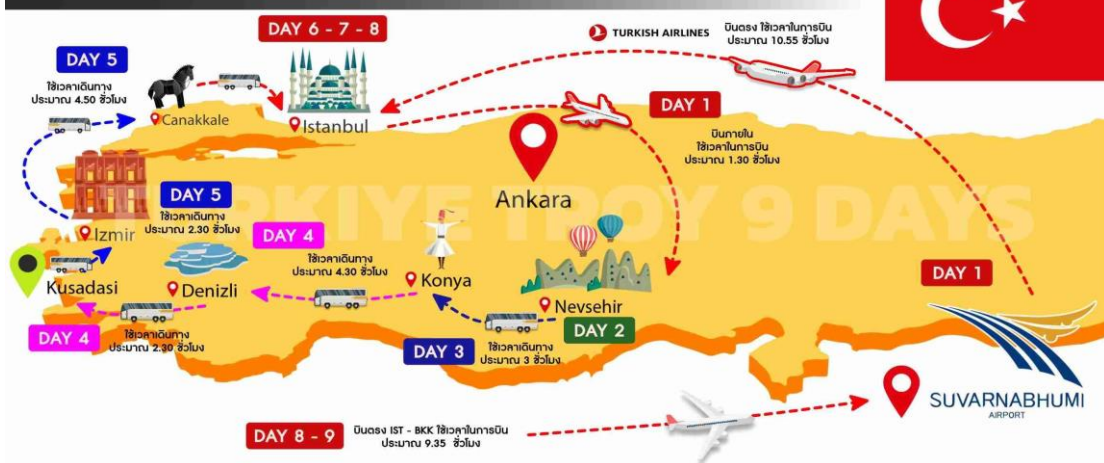 DAY 6 - 7 - 8
TURKISH AIRLINES
บินตรง ใช้เวลาในการบิน
ประมาณ 10.55 ชั่วโมง
DAY 5
ใช้เวลาเดินทาง
ประมาณ 4.50 ชั่วโมง
Canakkale
Istanbul
DAY 1
บินภายใน
ใช้เวลาในการบิน
ประมาณ 1.30 ชั่วโมง
Ankara
TURKIYE TROY 9 DAYS
DAY 5
ใช้เวลาเดินทาง
ประมาณ 2.30 ชั่วโมง
Izmir
DAY 4
ใช้เวลาเดินทาง
ประมาณ 4.30 ชั่วโมง
Konya
DAY 1
Kusadasi
Denizli
Nevsehir
DAY 4
ใช้เวลาเดินทาง
ประมาณ 2.30 ชั่วโมง
DAY 3
ใช้เวลาเดินทาง
ประมาณ 3 ชั่วโมง
DAY 2
SUVARNABHUMI
AIRPORT
DAY 8 - 9
บินตรง IST - BKK ใช้เวลาในการบิน
ประมาณ 9.35 ชั่วโมง